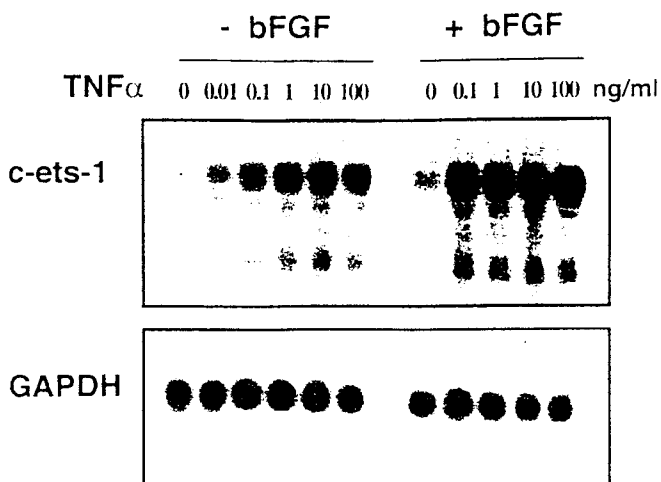 - bFGF + bFGF
TNFα 0 0.01 0.1 1 10 100 0 0.1 1 10 100 ng/ml
c-ets-1
GAPDH